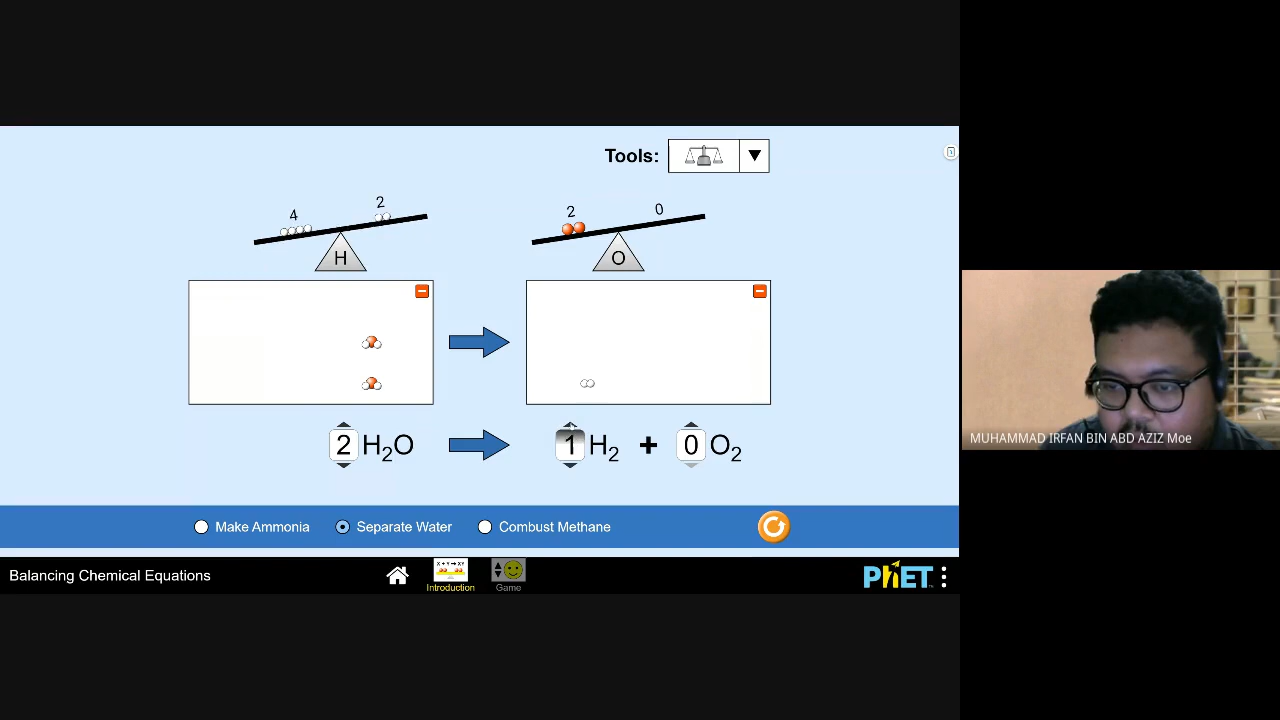 Tools:
4 2
2 0
H
O
2 H₂O 1 H₂ + 0 O₂
Make Ammonia Separate Water Combust Methane
Balancing Chemical Equations
X + Y → XY
Introduction
Game
PhET
MUHAMMAD IRFAN BIN ABD AZIZ Moe